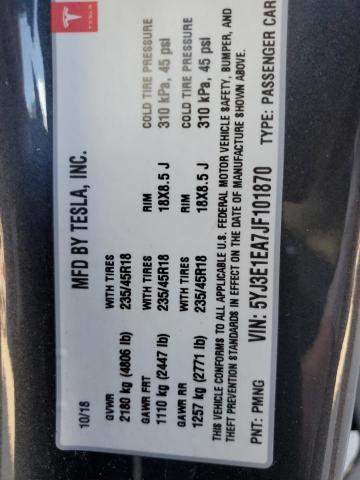 TESLA
MFD BY TESLA, INC.
10/18
GVWR WITH TIRES RIM COLD TIRE PRESSURE
2180 kg (4806 lb) 235/45R18 18X8.5 J 310 kPa, 45 psi
GAWR FRT WITH TIRES RIM COLD TIRE PRESSURE
1110 kg (2447 lb) 235/45R18 18X8.5 J 310 kPa, 45 psi
GAWR RR
1257 kg (2771 lb)
THIS VEHICLE CONFORMS TO ALL APPLICABLE U.S. FEDERAL MOTOR VEHICLE SAFETY, BUMPER, AND
THEFT PREVENTION STANDARDS IN EFFECT ON THE DATE OF MANUFACTURE SHOWN ABOVE.
PNT: PMNG VIN: 5YJ3E1EA7JF101870 TYPE: PASSENGER CAR